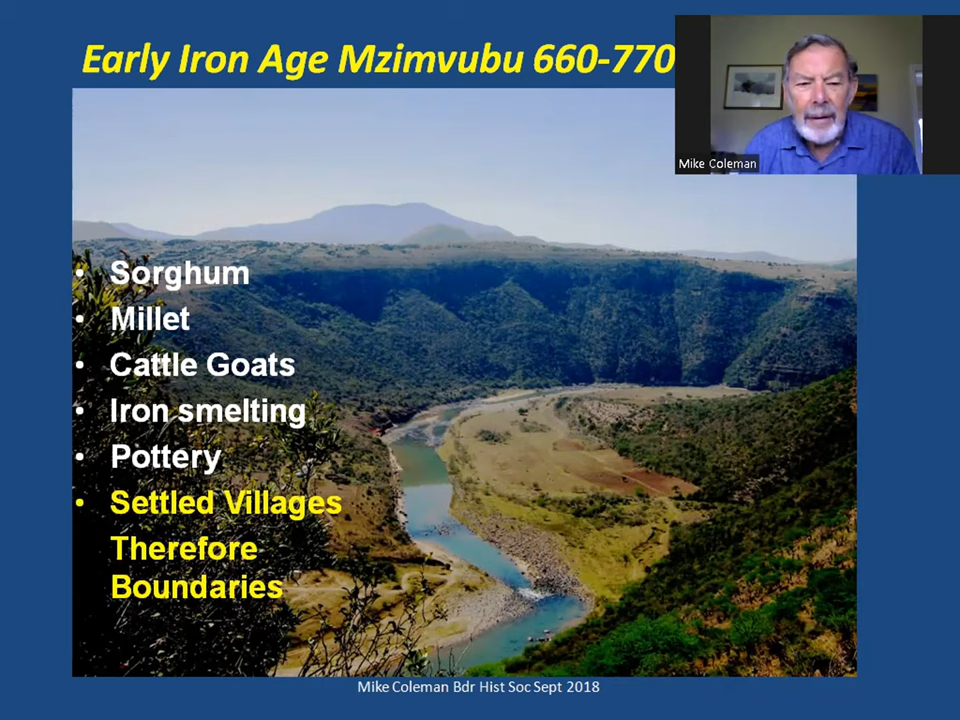 Early Iron Age Mzimvubu 660-770
Mike Coleman
• Sorghum
• Millet
• Cattle Goats
• Iron smelting
• Pottery
• Settled Villages
Therefore
Boundaries
Mike Coleman Bdr Hist Soc Sept 2018